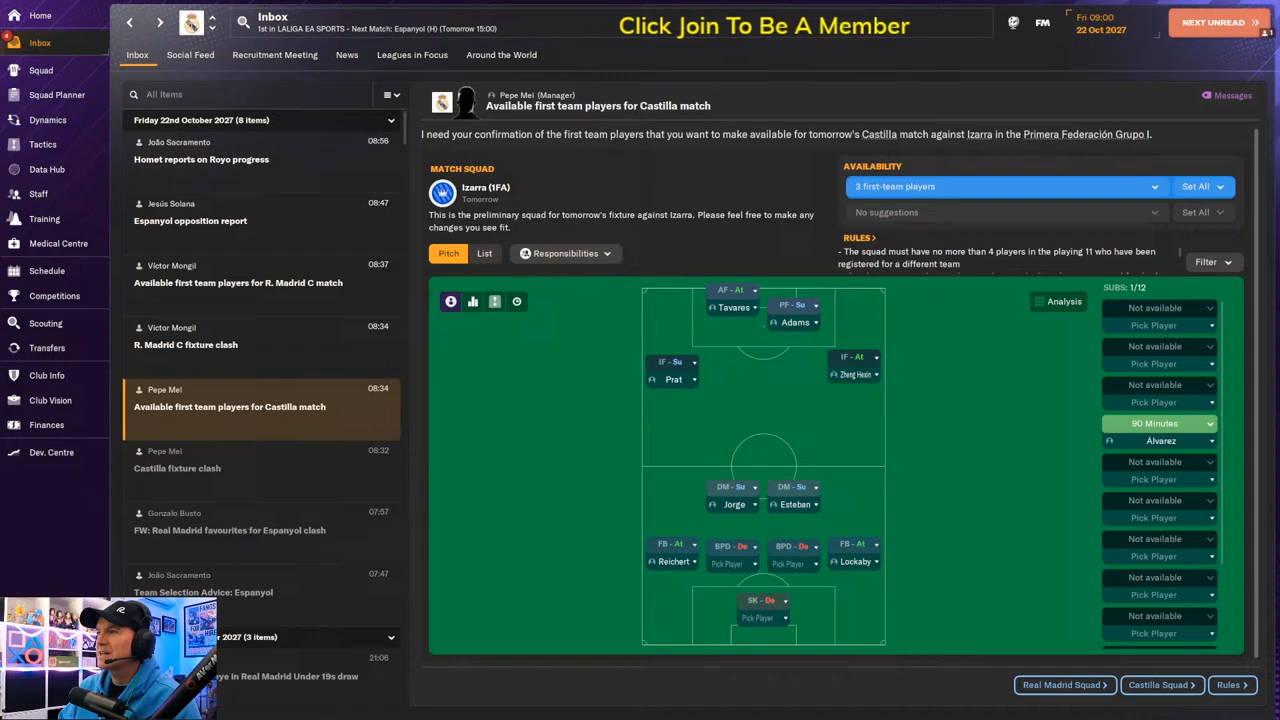 Home
Inbox
4
Squad
Squad Planner
Dynamics
Tactics
Data Hub
Staff
Training
Medical Centre
Schedule
Competitions
Scouting
Transfers
Club Info
Club Vision
Finances
Dev. Centre
Inbox
1st in LALIGA EA SPORTS - Next Match: Espanyol (H) (Tomorrow 15:00)
Click Join To Be A Member
FM
Fri 09:00
22 Oct 2027
NEXT UNREAD
1
Inbox
Social Feed
Recruitment Meeting
News
Leagues in Focus
Around the World
All Items
Friday 22nd October 2027 (8 items)
João Sacramento
08:56
Homet reports on Royo progress
Jesús Solana
08:47
Espanyol opposition report
Víctor Mongil
08:37
Available first team players for R. Madrid C match
Víctor Mongil
08:34
R. Madrid C fixture clash
Pepe Mel
08:34
Available first team players for Castilla match
Pepe Mel
08:32
Castilla fixture clash
Gonzalo Busto
07:57
FW: Real Madrid favourites for Espanyol clash
João Sacramento
07:47
Team Selection Advice: Espanyol
2027 (3 items)
21:06
in Real Madrid Under 19s draw
Pepe Mel (Manager)
Available first team players for Castilla match
Messages
I need your confirmation of the first team players that you want to make available for tomorrow's Castilla match against Izarra in the Primera Federación Grupo I.
MATCH SQUAD
Izarra (1FA)
Tomorrow
This is the preliminary squad for tomorrow's fixture against Izarra. Please feel free to make any
changes you see fit.
AVAILABILITY
3 first-team players
Set All
No suggestions
Set All
RULES
- The squad must have no more than 4 players in the playing 11 who have been
registered for a different team
Pitch
List
Responsibilities
Filter
Analysis
AF - At
Tavares
PF - Su
Adams
IF - Su
Prat
IF - At
Zheng Hexin
DM - Su
Jorge
DM - Su
Esteban
FB - At
Reichert
BPD - De
Pick Player
BPD - De
Pick Player
FB - At
Lockaby
SK - De
Pick Player
SUBS: 1/12
Not available
Pick Player
Not available
Pick Player
Not available
Pick Player
90 Minutes
Álvarez
Not available
Pick Player
Not available
Pick Player
Not available
Pick Player
Not available
Pick Player
Not available
Pick Player
Real Madrid Squad
Castilla Squad
Rules